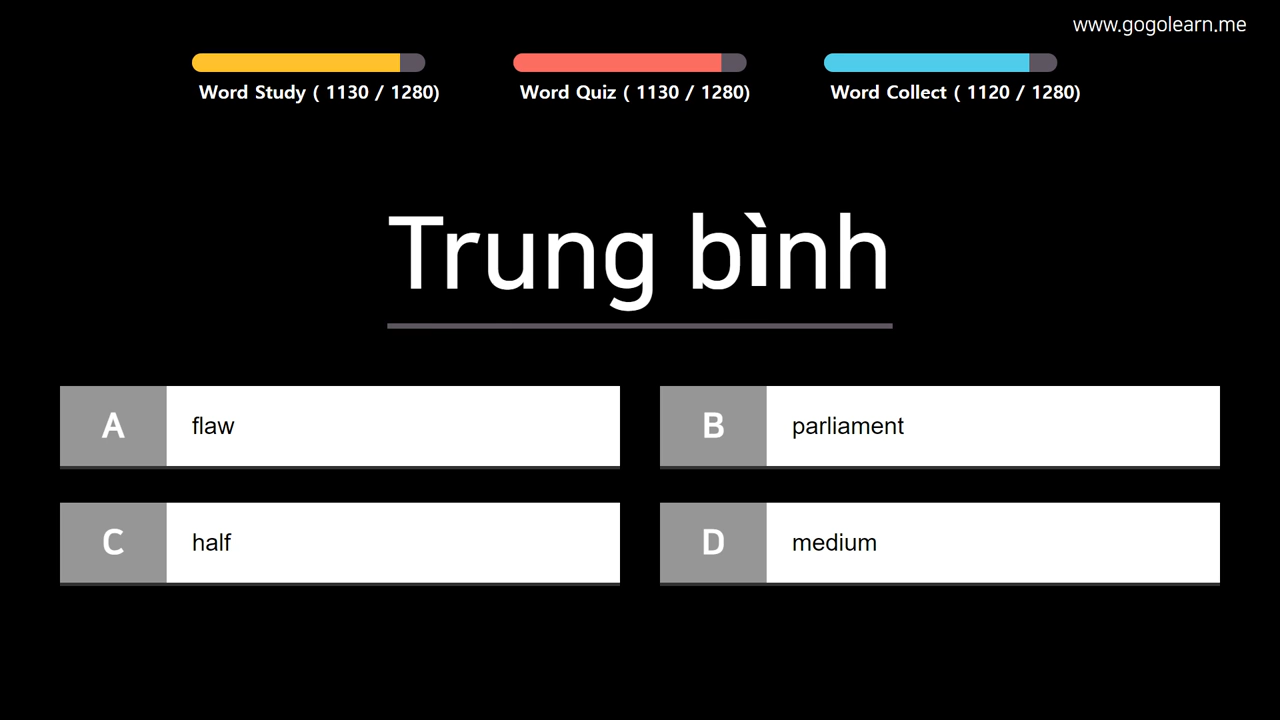 www.gogolearn.me
Word Study ( 1130 / 1280)
Word Quiz ( 1130 / 1280)
Word Collect ( 1120 / 1280)
Trung bình
A flaw
B parliament
C half
D medium